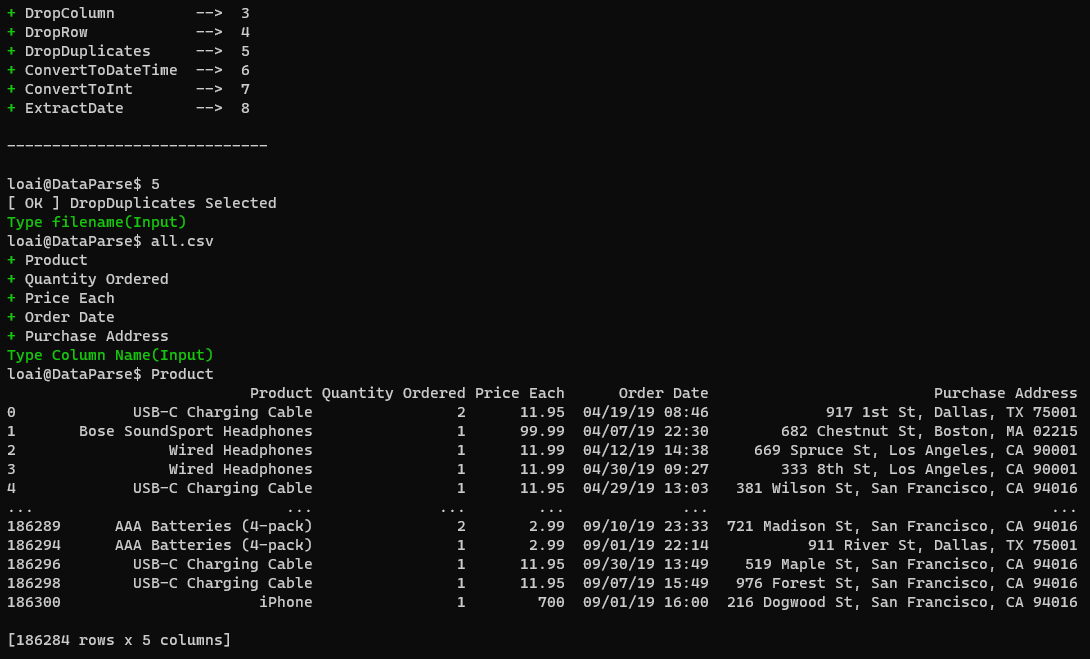 + DropColumn         -->  3
+ DropRow            -->  4
+ DropDuplicates     -->  5
+ ConvertToDateTime  -->  6
+ ConvertToInt       -->  7
+ ExtractDate        -->  8
-----------------------------
loai@DataParse$ 5
[ OK ] DropDuplicates Selected
Type filename(Input)
loai@DataParse$ all.csv
+ Product
+ Quantity Ordered
+ Price Each
+ Order Date
+ Purchase Address
Type Column Name(Input)
loai@DataParse$ Product
Product Quantity Ordered Price Each      Order Date                         Purchase Address
0             USB-C Charging Cable                2      11.95  04/19/19 08:46             917 1st St, Dallas, TX 75001
1       Bose SoundSport Headphones                1      99.99  04/07/19 22:30        682 Chestnut St, Boston, MA 02215
2                 Wired Headphones                1      11.99  04/12/19 14:38     669 Spruce St, Los Angeles, CA 90001
3                 Wired Headphones                1      11.99  04/30/19 09:27        333 8th St, Los Angeles, CA 90001
4             USB-C Charging Cable                1      11.95  04/29/19 13:03   381 Wilson St, San Francisco, CA 94016
...                            ...              ...        ...             ...                                      ...
186289      AAA Batteries (4-pack)                2       2.99  09/10/19 23:33  721 Madison St, San Francisco, CA 94016
186294      AAA Batteries (4-pack)                1       2.99  09/01/19 22:14           911 River St, Dallas, TX 75001
186296        USB-C Charging Cable                1      11.95  09/30/19 13:49    519 Maple St, San Francisco, CA 94016
186298        USB-C Charging Cable                1      11.95  09/07/19 15:49   976 Forest St, San Francisco, CA 94016
186300                      iPhone                1        700  09/01/19 16:00  216 Dogwood St, San Francisco, CA 94016
[186284 rows x 5 columns]